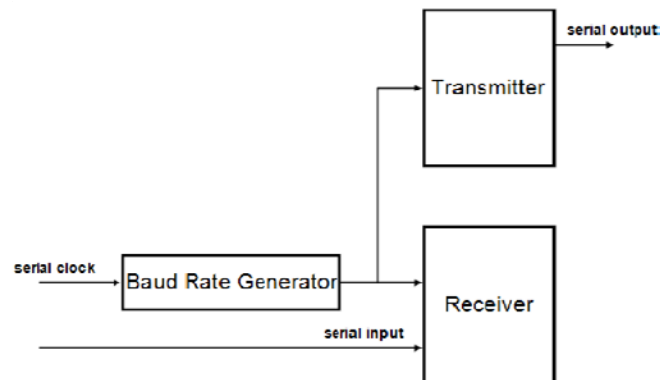 serial output
Transmitter
serial clock
Baud Rate Generator
Receiver
serial input